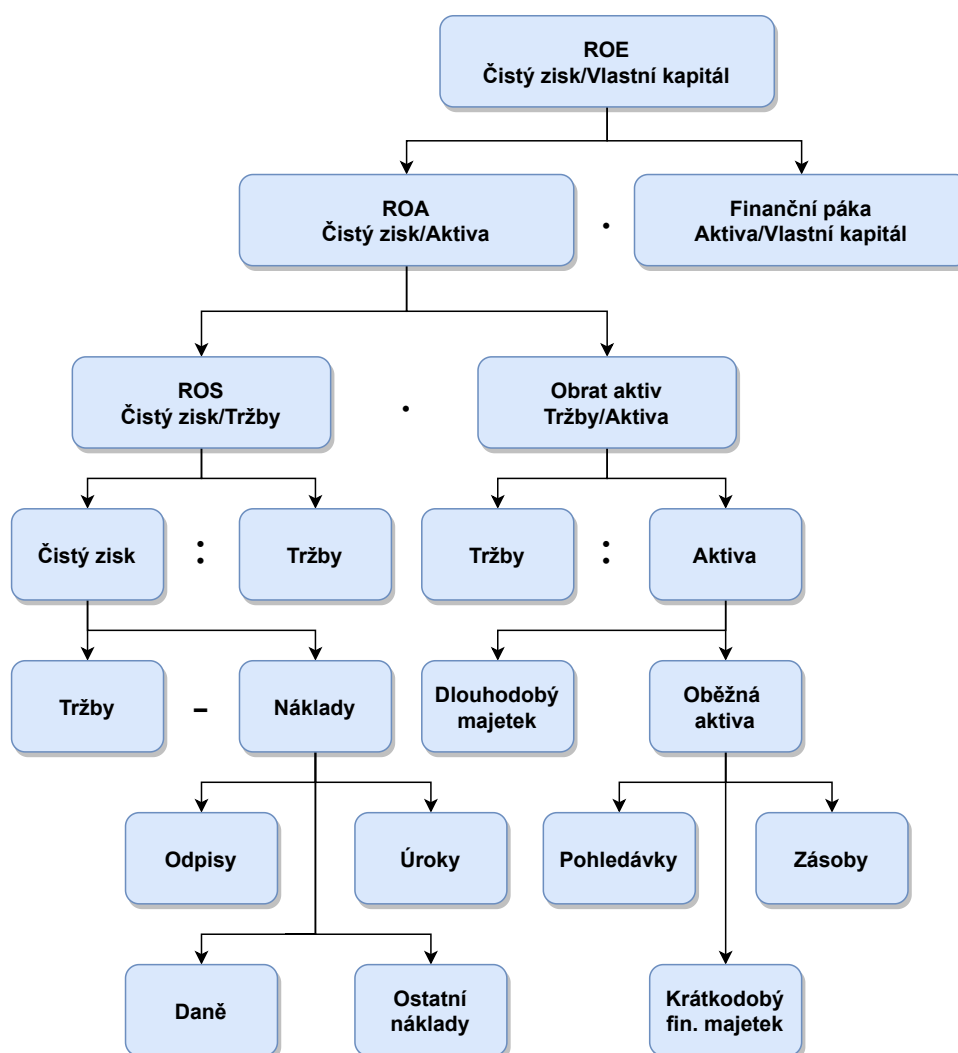 ROE
Čistý zisk/Vlastní kapitál
ROA
Čistý zisk/Aktiva
·
Finanční páka
Aktiva/Vlastní kapitál
ROS
Čistý zisk/Tržby
·
Obrat aktiv
Tržby/Aktiva
Čistý zisk
:
Tržby
Tržby
:
Aktiva
Tržby
–
Náklady
Dlouhodobý
majetek
Oběžná
aktiva
Odpisy
Úroky
Pohledávky
Zásoby
Daně
Ostatní
náklady
Krátkodobý
fin. majetek